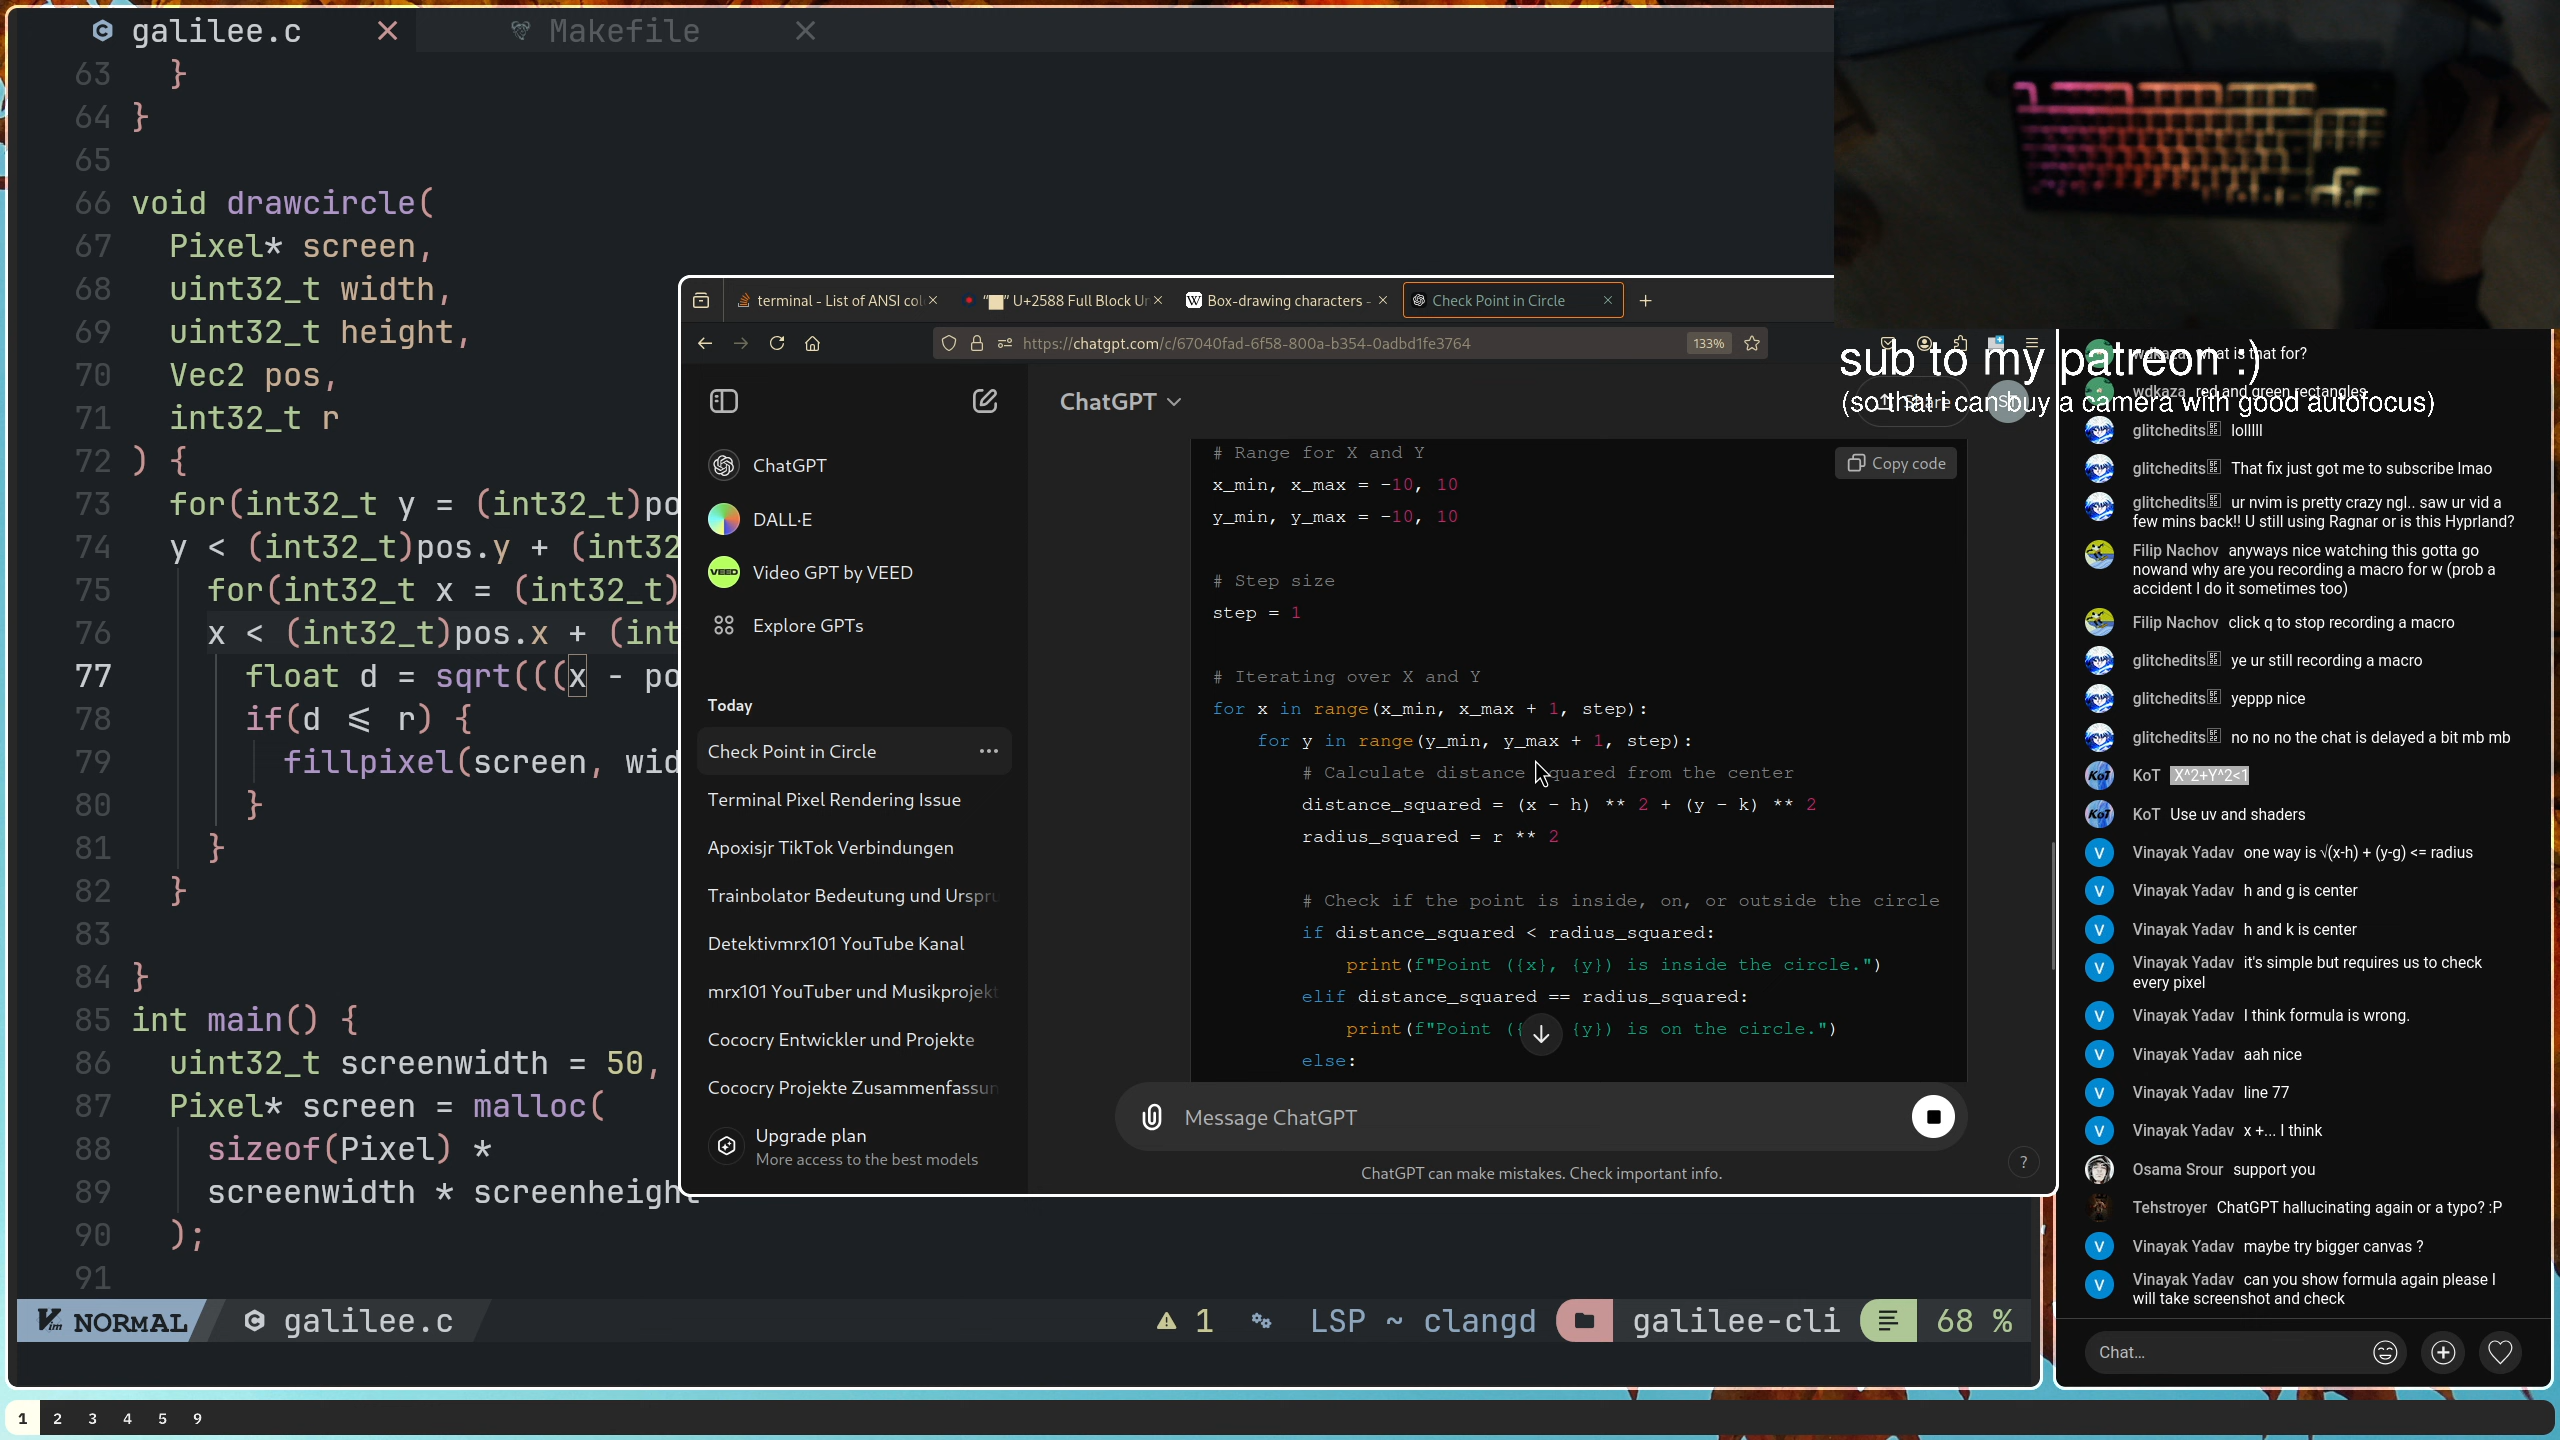 galilee.c
Makefile
63 }
64 }
65
66 void drawcircle(
67 Pixel* screen,
68 uint32_t width,
69 uint32_t height,
70 Vec2 pos,
71 int32_t r
72 ) {
73 for(int32_t y = (int32_t)po
74 y < (int32_t)pos.y + (int32
75 for(int32_t x = (int32_t)
76 x < (int32_t)pos.x + (int
77 float d = sqrt(((x - po
78 if(d <= r) {
79 fillpixel(screen, wid
80 }
81 }
82 }
83
84 }
85 int main() {
86 uint32_t screenwidth = 50,
87 Pixel* screen = malloc(
88 sizeof(Pixel) *
89 screenwidth * screenheight
90 );
91
NORMAL
galilee.c
1
LSP ~ clangd
galilee-cli
68 %
1 2 3 4 5 9
terminal - List of ANSI col
"█" U+2588 Full Block Un
Box-drawing characters -
Check Point in Circle
https://chatgpt.com/c/67040fad-6f58-800a-b354-0adbd1fe3764
133%
ChatGPT
DALL·E
VEED
Video GPT by VEED
Explore GPTs
Today
Check Point in Circle
Terminal Pixel Rendering Issue
Apoxisjr TikTok Verbindungen
Trainbolator Bedeutung und Urspru
Detektivmrx101 YouTube Kanal
mrx101 YouTuber und Musikprojekt
Cococry Entwickler und Projekte
Cococry Projekte Zusammenfassun
Upgrade plan
More access to the best models
ChatGPT
Share
Copy code
# Range for X and Y
x_min, x_max = -10, 10
y_min, y_max = -10, 10
# Step size
step = 1
# Iterating over X and Y
for x in range(x_min, x_max + 1, step):
for y in range(y_min, y_max + 1, step):
# Calculate distance squared from the center
distance_squared = (x - h) ** 2 + (y - k) ** 2
radius_squared = r ** 2
# Check if the point is inside, on, or outside the circle
if distance_squared < radius_squared:
print(f"Point ({x}, {y}) is inside the circle.")
elif distance_squared == radius_squared:
print(f"Point ({ {y}) is on the circle.")
else:
Message ChatGPT
ChatGPT can make mistakes. Check important info.
?
sub to my patreon :)
(so that i can buy a camera with good autofocus)
wdkaza what is that for?
wdkaza red and green rectangles
glitchedits lolllll
glitchedits That fix just got me to subscribe lmao
glitchedits ur nvim is pretty crazy ngl.. saw ur vid a
few mins back!! U still using Ragnar or is this Hyprland?
Filip Nachov anyways nice watching this gotta go
nowand why are you recording a macro for w (prob a
accident I do it sometimes too)
Filip Nachov click q to stop recording a macro
glitchedits ye ur still recording a macro
glitchedits yeppp nice
glitchedits no no no the chat is delayed a bit mb mb
KoT X^2+Y^2<1
KoT Use uv and shaders
V Vinayak Yadav one way is √(x-h) + (y-g) <= radius
V Vinayak Yadav h and g is center
V Vinayak Yadav h and k is center
V Vinayak Yadav it's simple but requires us to check
every pixel
V Vinayak Yadav I think formula is wrong.
V Vinayak Yadav aah nice
V Vinayak Yadav line 77
V Vinayak Yadav x +... I think
Osama Srour support you
Tehstroyer ChatGPT hallucinating again or a typo? :P
V Vinayak Yadav maybe try bigger canvas ?
V Vinayak Yadav can you show formula again please I
will take screenshot and check
Chat...